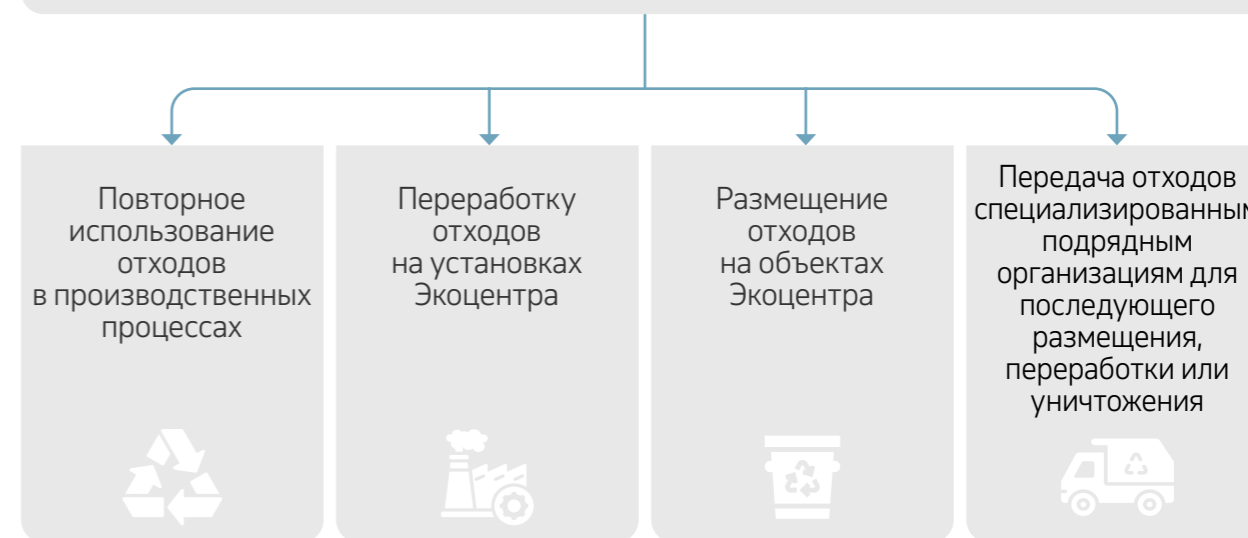 Повторное
использование
отходов
в производственных
процессах
Переработку
отходов
на установках
Экоцентра
Размещение
отходов
на объектах
Экоцентра
Передача отходов
специализированным
подрядным
организациям для
последующего
размещения,
переработки или
уничтожения